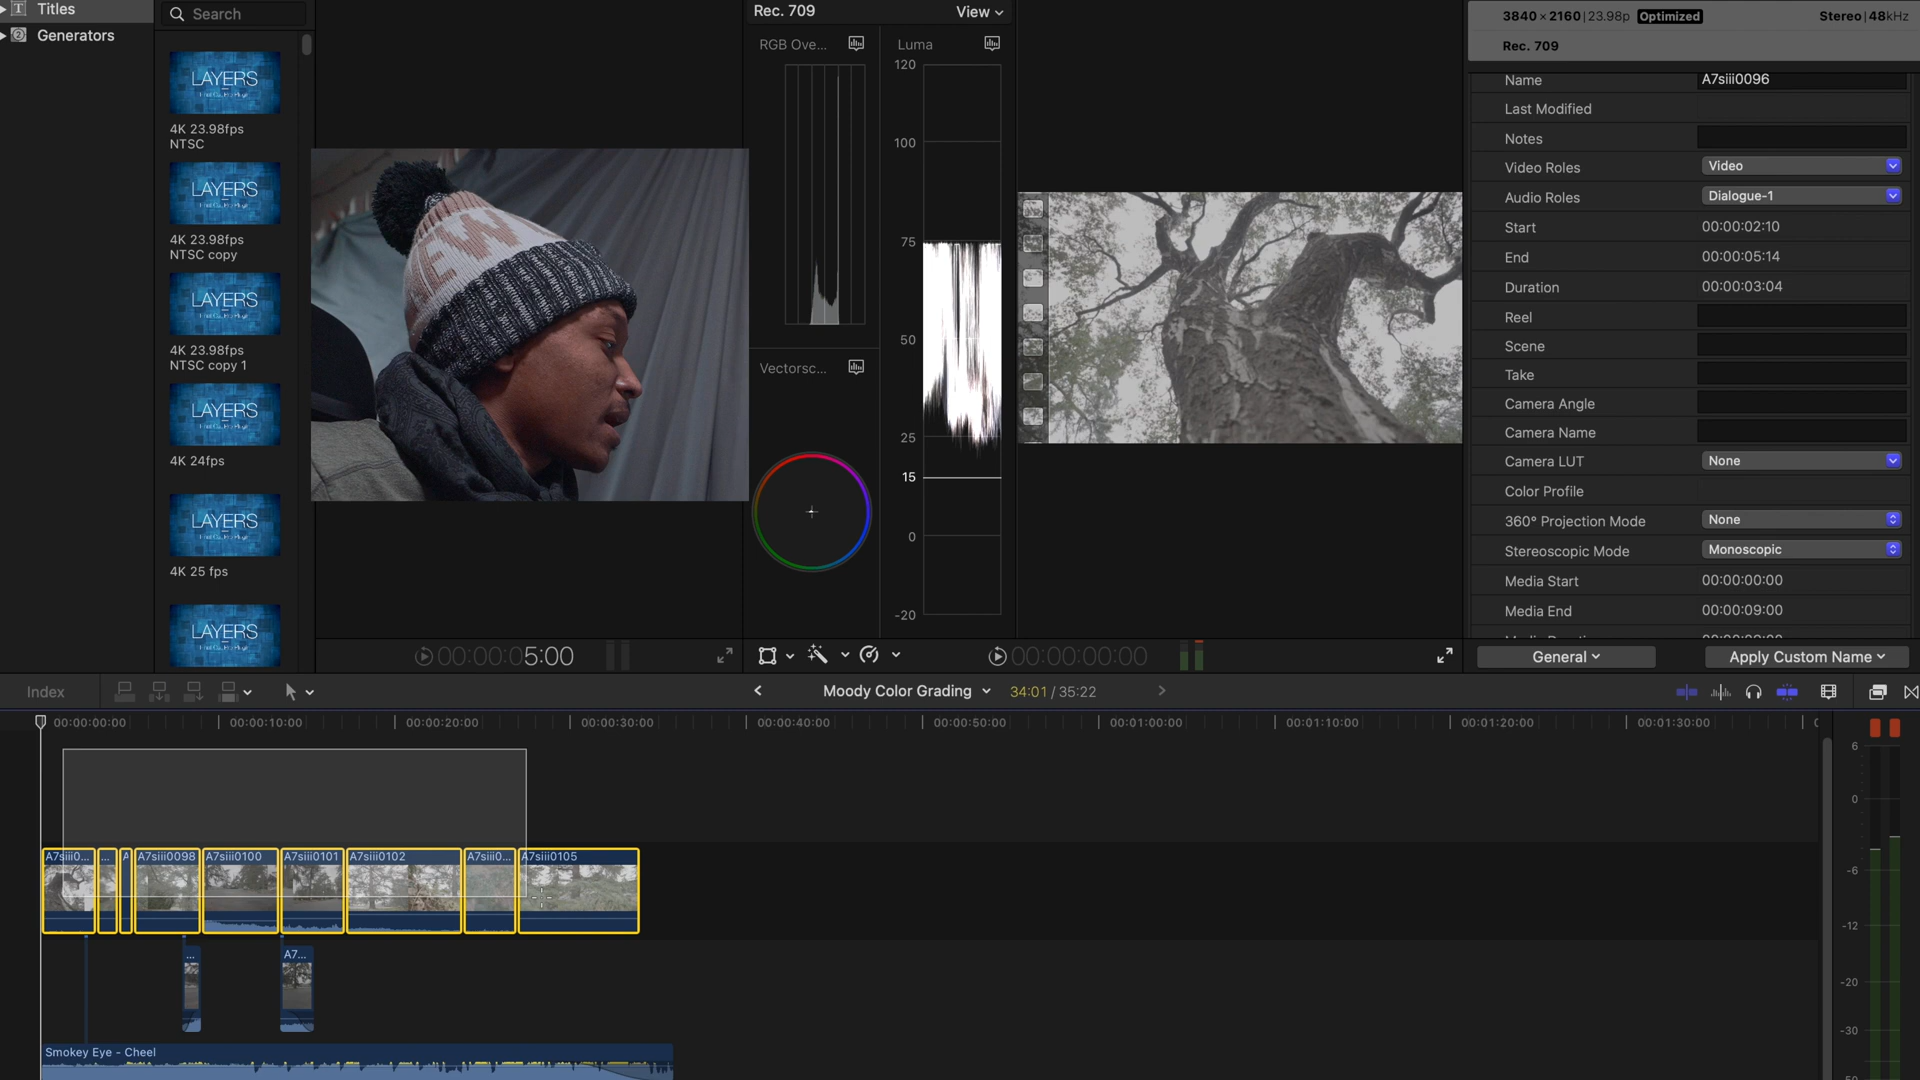 Titles
Generators
Search
LAYERS
4K 23.98fps
NTSC
LAYERS
4K 23.98fps
NTSC copy
LAYERS
4K 23.98fps
NTSC copy 1
LAYERS
4K 24fps
LAYERS
4K 25 fps
LAYERS
EW
00:00:05:00
Rec. 709
View
RGB Ove...
Luma
120
100
75
50
25
15
0
-20
Vectorsc...
00:00:00:00
3840 × 2160 | 23.98p Optimized
Stereo | 48kHz
Rec. 709
Name A7siii0096
Last Modified
Notes
Video Roles Video
Audio Roles Dialogue-1
Start 00:00:02:10
End 00:00:05:14
Duration 00:00:03:04
Reel
Scene
Take
Camera Angle
Camera Name
Camera LUT None
Color Profile
360° Projection Mode None
Stereoscopic Mode Monoscopic
Media Start 00:00:00:00
Media End 00:00:09:00
General
Apply Custom Name
Index
Moody Color Grading
34:01 / 35:22
00:00:00:00 00:00:10:00 00:00:20:00 00:00:30:00 00:00:40:00 00:00:50:00 00:01:00:00 00:01:10:00 00:01:20:00 00:01:30:00
A7siii0... ... A A7siii0098 A7siii0100 A7siii0101 A7siii0102 A7siii0... A7siii0105
... A7...
Smokey Eye - Cheel
6
0
-6
-12
-20
-30